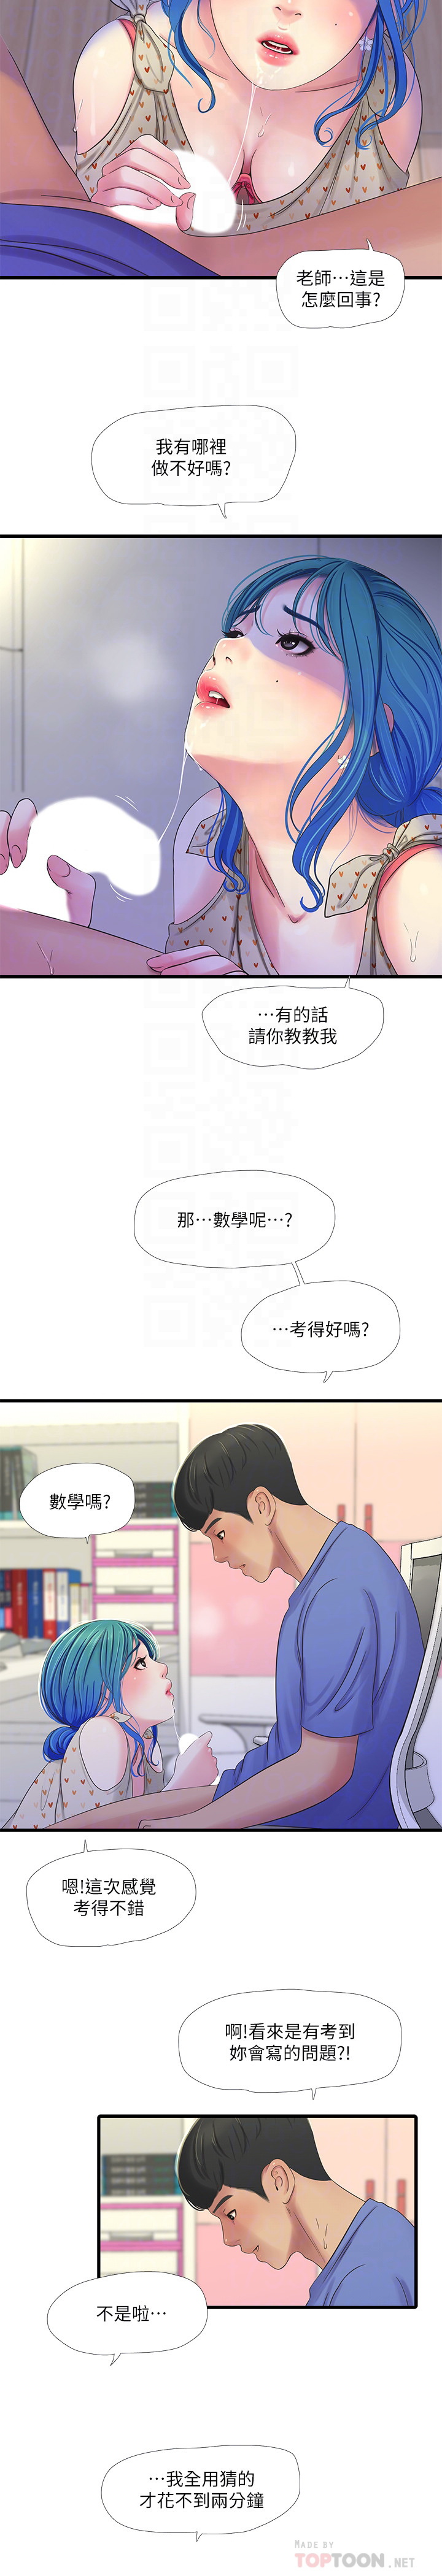 老師…這是
怎麼回事?
我有哪裡
做不好嗎?
…有的話
請你教教我
那…數學呢…?
…考得好嗎?
數學嗎?
嗯!這次感覺
考得不錯
啊!看來是有考到
妳會寫的問題?!
不是啦…
…我全用猜的
才花不到兩分鐘
MADE BY
TOPTOON.NET